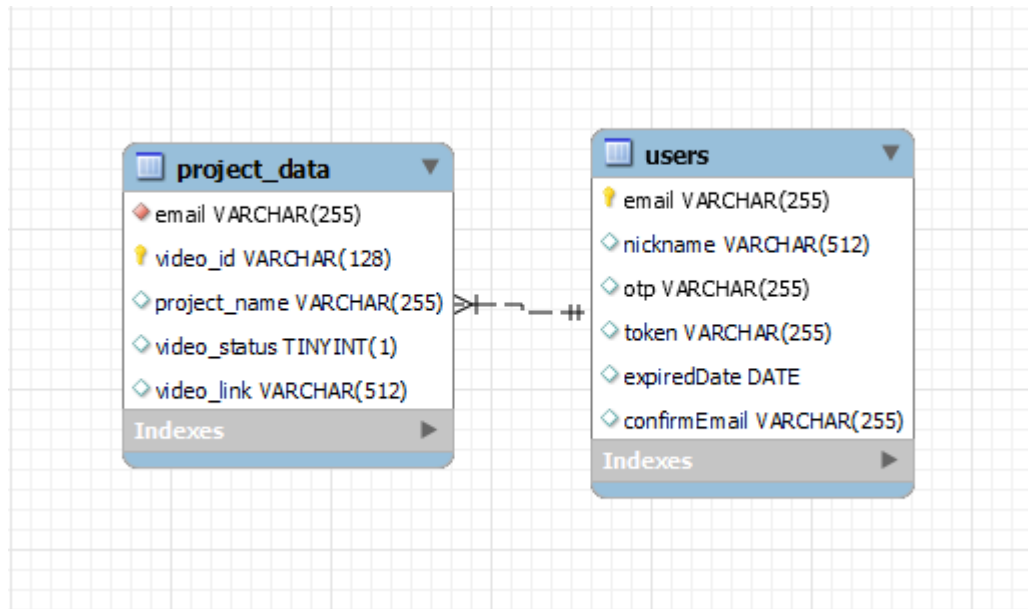 project_data
email VARCHAR(255)
video_id VARCHAR(128)
project_name VARCHAR(255)
video_status TINYINT(1)
video_link VARCHAR(512)
Indexes
users
email VARCHAR(255)
nickname VARCHAR(512)
otp VARCHAR(255)
token VARCHAR(255)
expiredDate DATE
confirmEmail VARCHAR(255)
Indexes